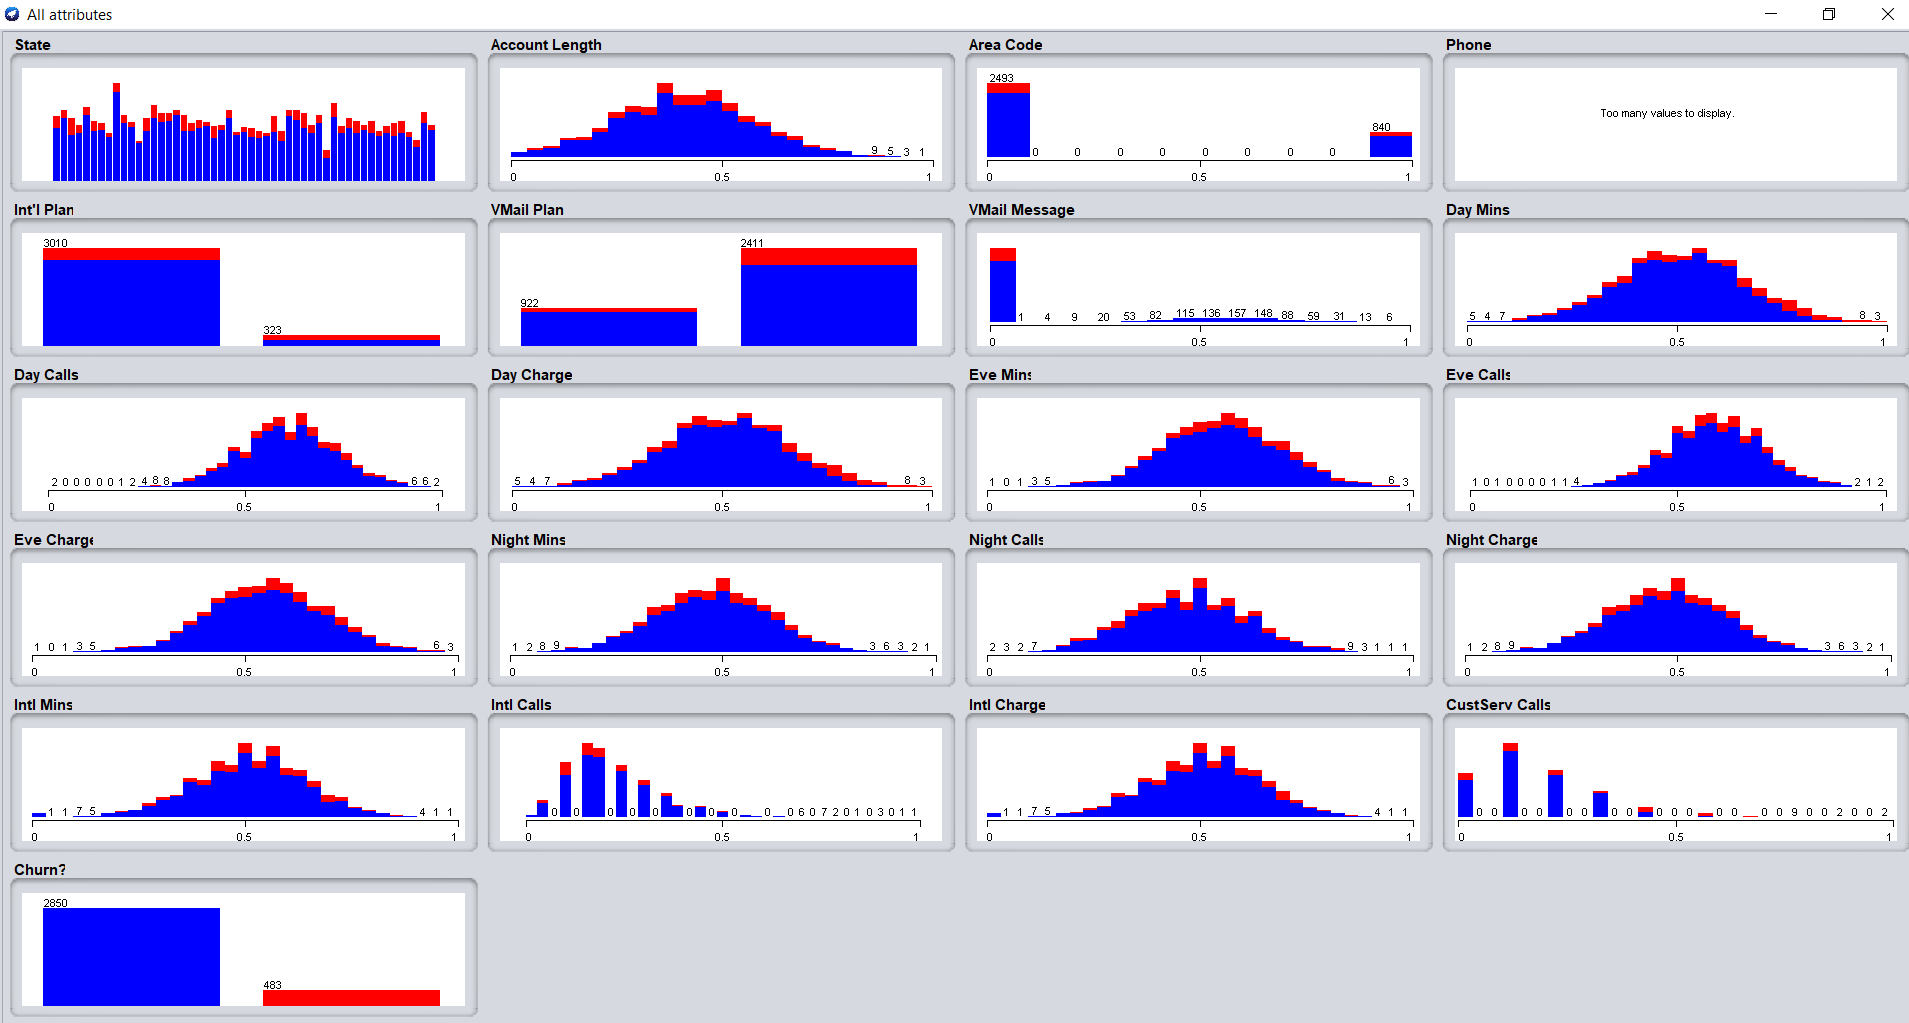 All attributes
State
Account Length
Area Code
Phone
9 5 3 1
0 0.5 1
2493
0 0 0 0 0 0 0 0
840
0 0.5 1
Too many values to display.
Int'l Plan
VMail Plan
VMail Message
Day Mins
3010
323
922
2411
1 4 9 20 53 82 115 136 157 148 88 59 31 13 6
0 0.5 1
5 4 7 8 3
0 0.5 1
Day Calls
Day Charge
Eve Mins
Eve Calls
2 0 0 0 0 0 1 2 4 8 8 6 6 2
0 0.5 1
5 4 7 8 3
0 0.5 1
1 0 1 3 5 6 3
0 0.5 1
1 0 1 0 0 0 0 1 1 4 2 1 2
0 0.5 1
Eve Charge
Night Mins
Night Calls
Night Charge
1 0 1 3 5 6 3
0 0.5 1
1 2 8 9 3 6 3 2 1
0 0.5 1
2 3 2 7 9 3 1 1 1
0 0.5 1
1 2 8 9 3 6 3 2 1
0 0.5 1
Intl Mins
Intl Calls
Intl Charge
CustServ Calls
1 1 7 5 4 1 1
0 0.5 1
0 0 0 0 0 0 0 0 0 6 0 7 2 0 1 0 3 0 1 1
0 0.5 1
1 1 7 5 4 1 1
0 0.5 1
0 0 0 0 0 0 0 0 0 0 0 0 0 0 0 9 0 0 2 0 0 2
0 0.5 1
Churn?
2850
483